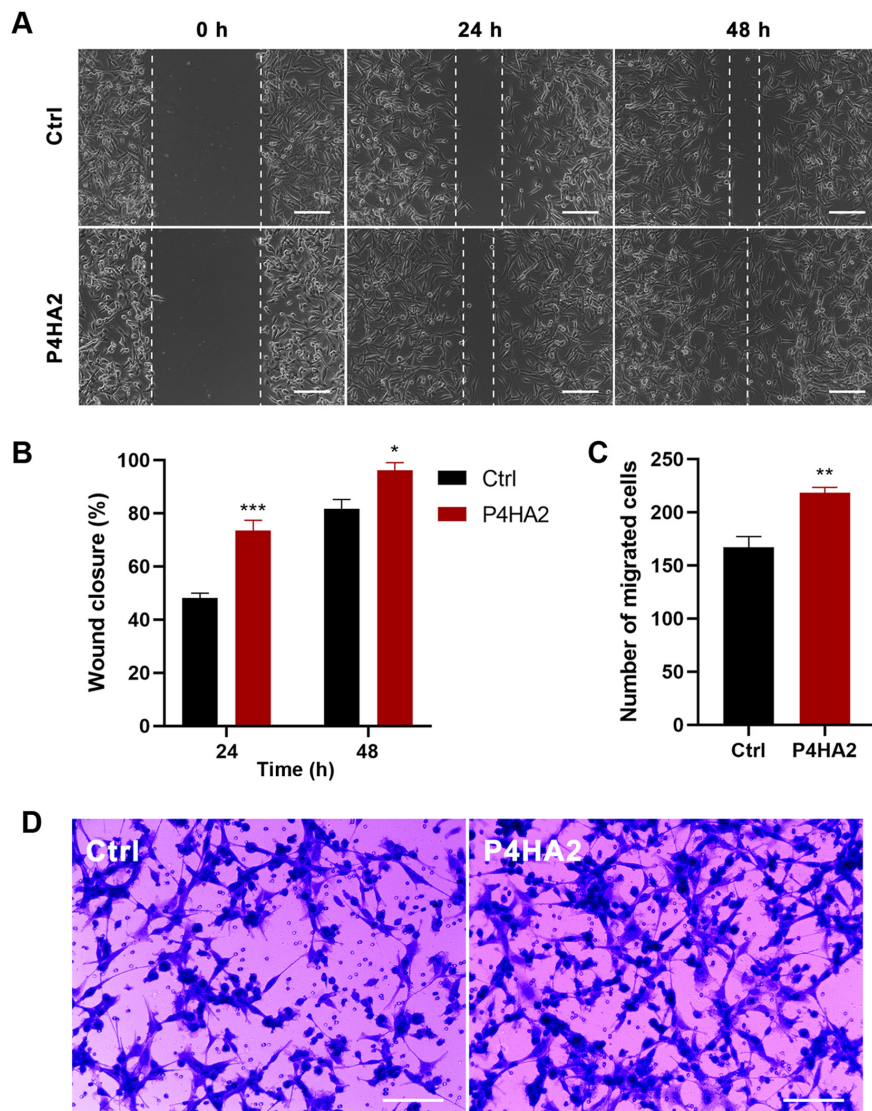 A
0 h 24 h 48 h
Ctrl
P4HA2
B
Wound closure (%)
100
80
60
40
20
0
***
*
24 48
Time (h)
Ctrl
P4HA2
C
Number of migrated cells
250
200
150
100
50
0
**
Ctrl P4HA2
D
Ctrl P4HA2